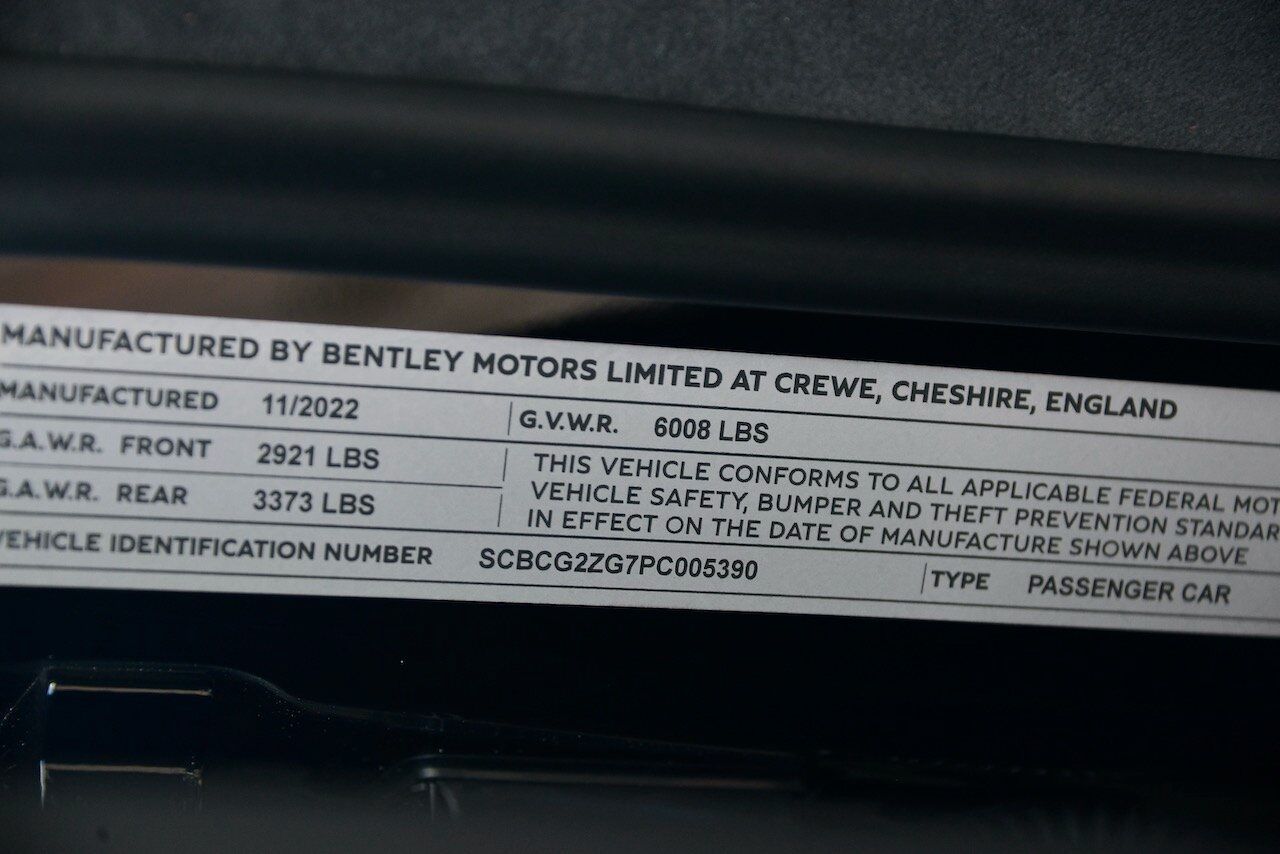 MANUFACTURED BY BENTLEY MOTORS LIMITED AT CREWE, CHESHIRE, ENGLAND
MANUFACTURED 11/2022 G.V.W.R. 6008 LBS
G.A.W.R. FRONT 2921 LBS
G.A.W.R. REAR 3373 LBS
THIS VEHICLE CONFORMS TO ALL APPLICABLE FEDERAL MOT
VEHICLE SAFETY, BUMPER AND THEFT PREVENTION STANDAR
IN EFFECT ON THE DATE OF MANUFACTURE SHOWN ABOVE
VEHICLE IDENTIFICATION NUMBER SCBCG2ZG7PC005390 TYPE PASSENGER CAR